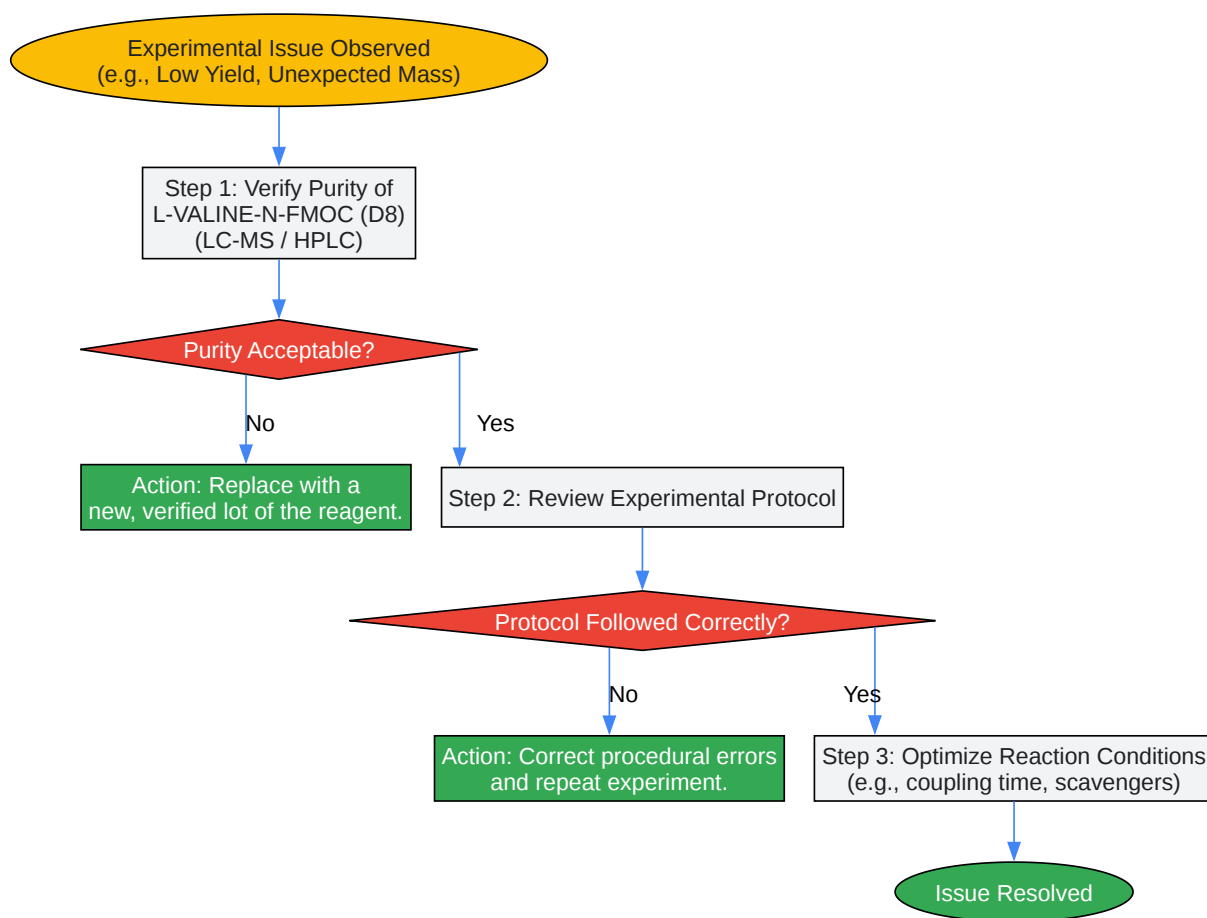 Experimental Issue Observed
(e.g., Low Yield, Unexpected Mass)
Step 1: Verify Purity of
L-VALINE-N-FMOC (D8)
(LC-MS / HPLC)
Purity Acceptable?
No
Yes
Action: Replace with a
new, verified lot of the reagent.
Step 2: Review Experimental Protocol
Protocol Followed Correctly?
No
Yes
Action: Correct procedural errors
and repeat experiment.
Step 3: Optimize Reaction Conditions
(e.g., coupling time, scavengers)
Issue Resolved